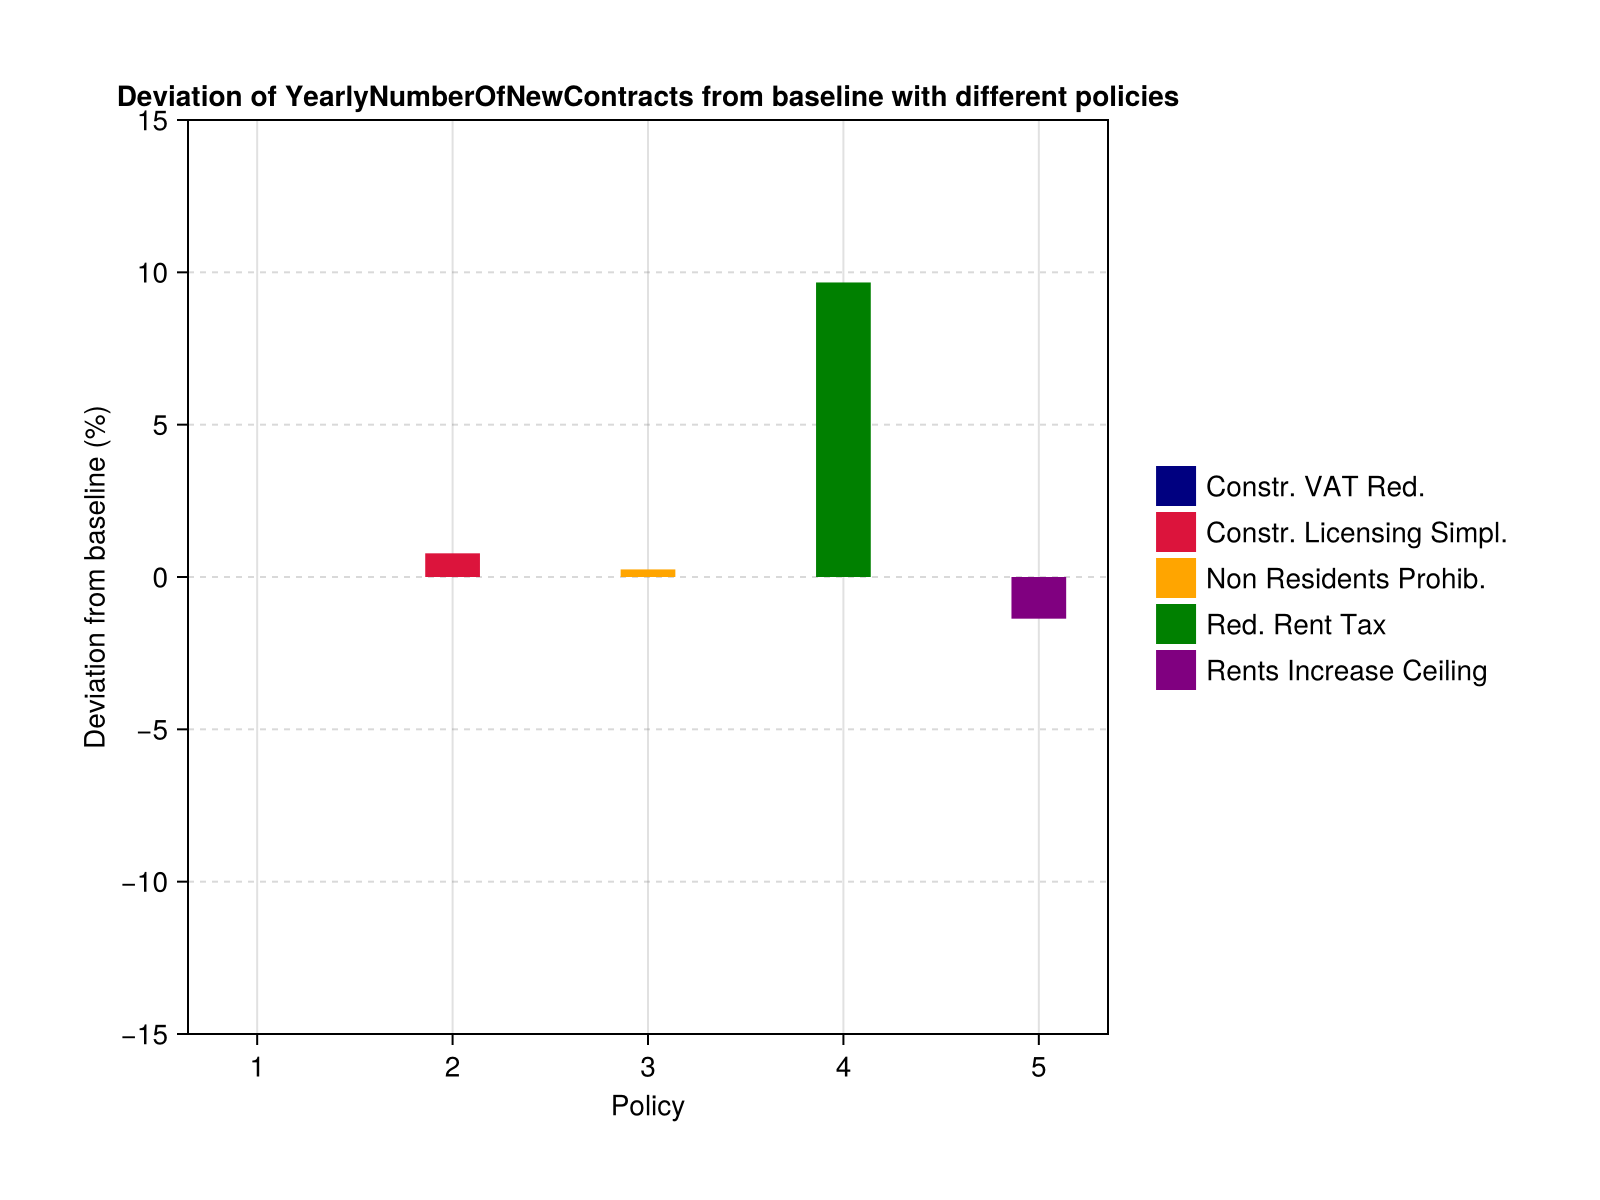 Deviation of YearlyNumberOfNewContracts from baseline with different policies
Deviation from baseline (%)
15
10
5
0
−5
−10
−15
1 2 3 4 5
Policy
Constr. VAT Red.
Constr. Licensing Simpl.
Non Residents Prohib.
Red. Rent Tax
Rents Increase Ceiling